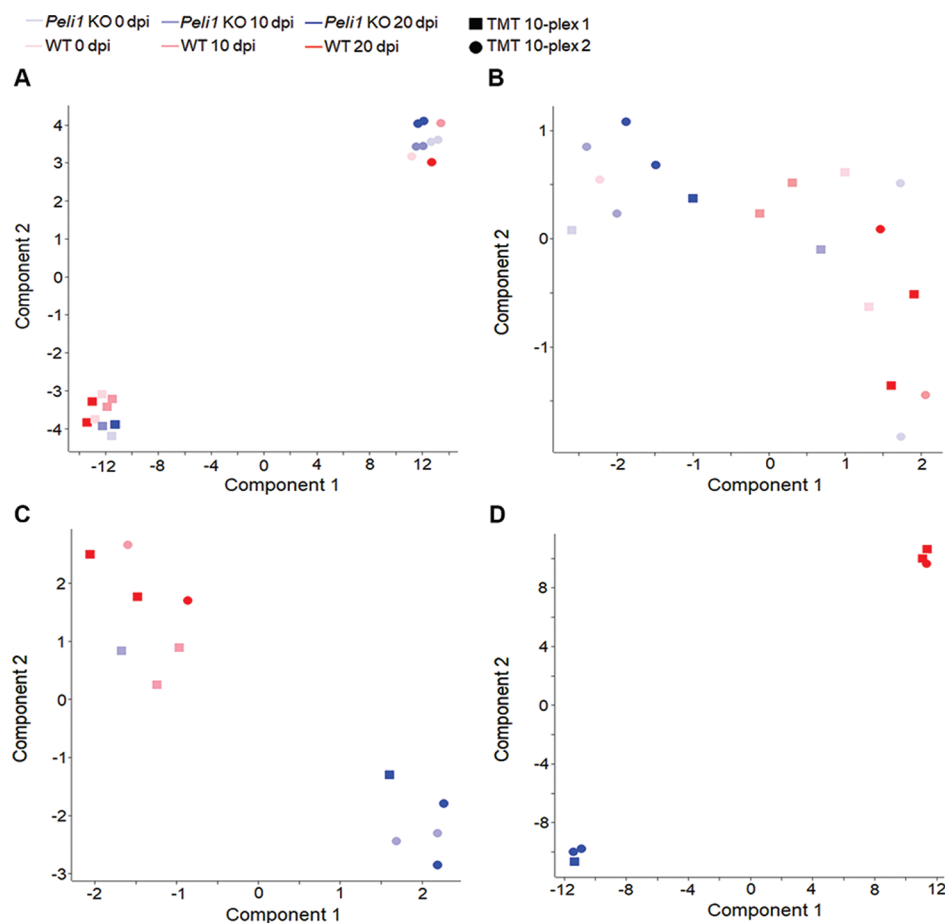 Peli1 KO 0 dpi Peli1 KO 10 dpi Peli1 KO 20 dpi TMT 10-plex 1
WT 0 dpi WT 10 dpi WT 20 dpi TMT 10-plex 2
A
4
3
2
1
0
-1
-2
-3
-4
Component 2
-12 -8 -4 0 4 8 12
Component 1
B
1
0
-1
Component 2
-2 -1 0 1 2
Component 1
C
2
1
0
-1
-2
-3
Component 2
-2 -1 0 1 2
Component 1
D
8
4
0
-4
-8
Component 2
-12 -8 -4 0 4 8 12
Component 1